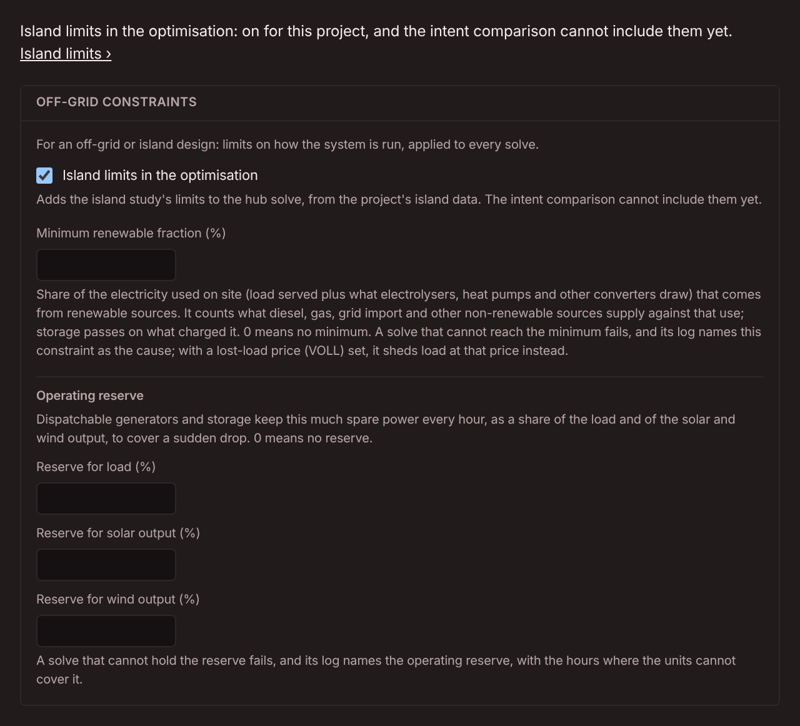 Island limits in the optimisation: on for this project, and the intent comparison cannot include them yet.
Island limits ›
OFF-GRID CONSTRAINTS
For an off-grid or island design: limits on how the system is run, applied to every solve.
Island limits in the optimisation
Adds the island study's limits to the hub solve, from the project's island data. The intent comparison cannot include them yet.
Minimum renewable fraction (%)
Share of the electricity used on site (load served plus what electrolysers, heat pumps and other converters draw) that comes
from renewable sources. It counts what diesel, gas, grid import and other non-renewable sources supply against that use;
storage passes on what charged it. 0 means no minimum. A solve that cannot reach the minimum fails, and its log names this
constraint as the cause; with a lost-load price (VOLL) set, it sheds load at that price instead.
Operating reserve
Dispatchable generators and storage keep this much spare power every hour, as a share of the load and of the solar and
wind output, to cover a sudden drop. 0 means no reserve.
Reserve for load (%)
Reserve for solar output (%)
Reserve for wind output (%)
A solve that cannot hold the reserve fails, and its log names the operating reserve, with the hours where the units cannot
cover it.